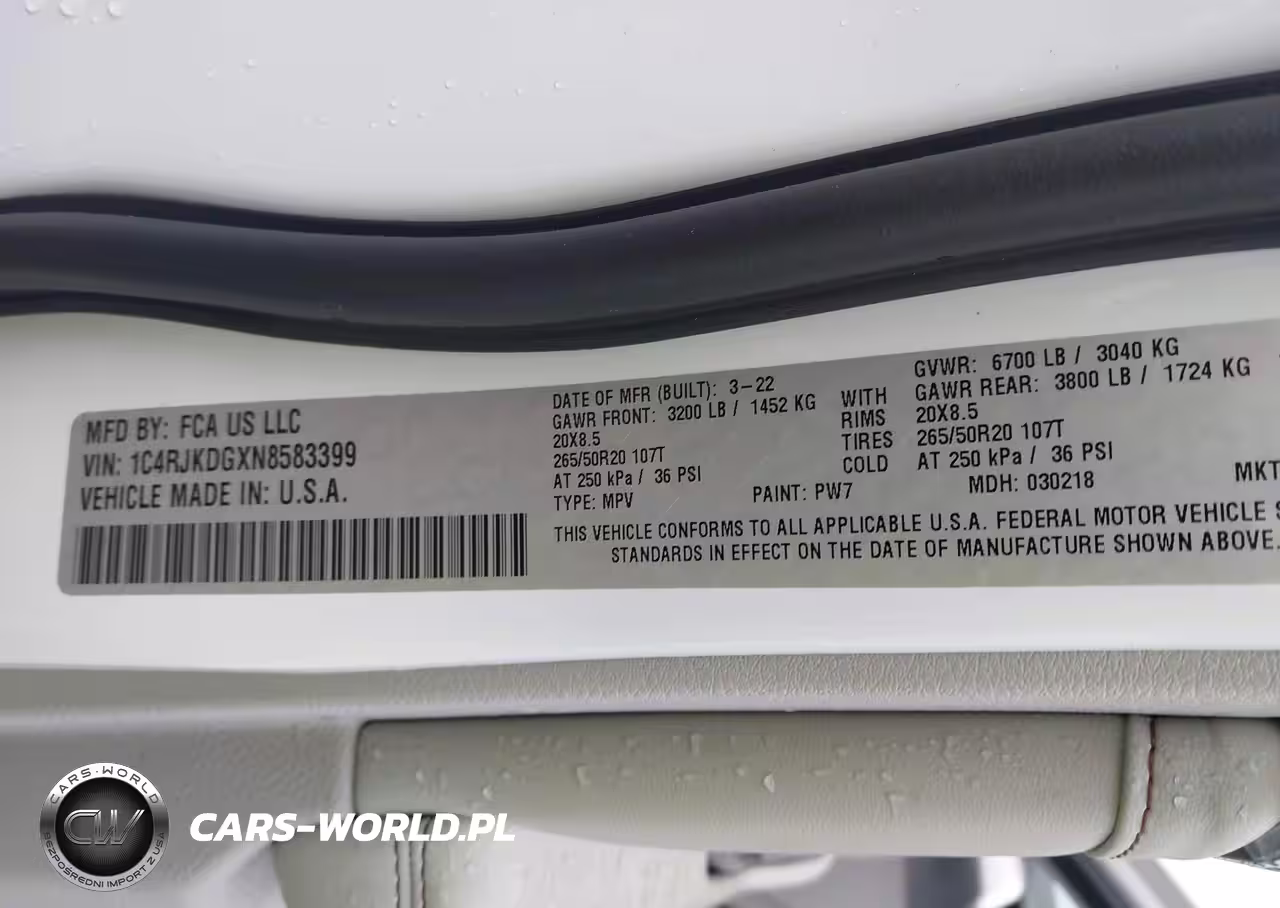 MFD BY: FCA US LLC
VIN: 1C4RJKDGXN8583399
VEHICLE MADE IN: U.S.A.
DATE OF MFR (BUILT): 3-22
GAWR FRONT: 3200 LB / 1452 KG
20X8.5
265/50R20 107T
AT 250 kPa / 36 PSI
TYPE: MPV
WITH
RIMS
TIRES
COLD
GVWR: 6700 LB / 3040 KG
GAWR REAR: 3800 LB / 1724 KG
20X8.5
265/50R20 107T
AT 250 kPa / 36 PSI
PAINT: PW7
MDH: 030218
MKT
THIS VEHICLE CONFORMS TO ALL APPLICABLE U.S.A. FEDERAL MOTOR VEHICLE S
STANDARDS IN EFFECT ON THE DATE OF MANUFACTURE SHOWN ABOVE.
CARS-WORLD
CW
BEZPOŚREDNI IMPORT Z USA
CARS-WORLD.PL